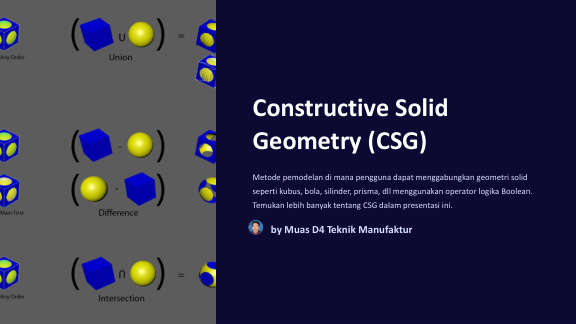 ( U ) =
Any Order
Union
( - )
( - )
Main First
Difference
( ∩ ) =
Any Order
Intersection
Constructive Solid
Geometry (CSG)
Metode pemodelan di mana pengguna dapat menggabungkan geometri solid
seperti kubus, bola, silinder, prisma, dll menggunakan operator logika Boolean.
Temukan lebih banyak tentang CSG dalam presentasi ini.
by Muas D4 Teknik Manufaktur